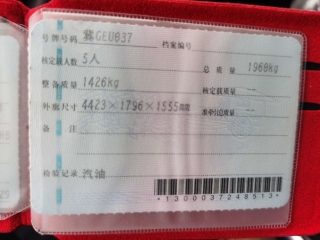 号牌号码 冀GEU837 档案编号
核定载人数 5人 总质量 1960kg
整备质量 1426kg 核定载质量 --
外廓尺寸 4423×1796×1555mm 准牵引总质量 --
备注
检验记录 汽油
*1300037248513*